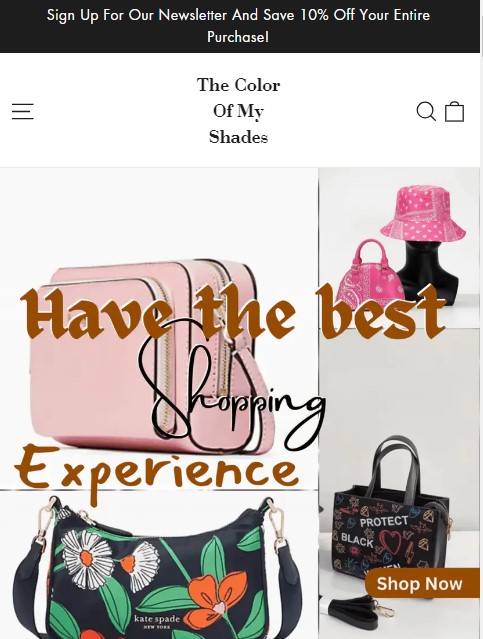 Sign Up For Our Newsletter And Save 10% Off Your Entire
Purchase!
The Color
Of My
Shades
Have the best
Shopping
Experience
PROTECT
BLACK
kate spade
NEW YORK
Shop Now